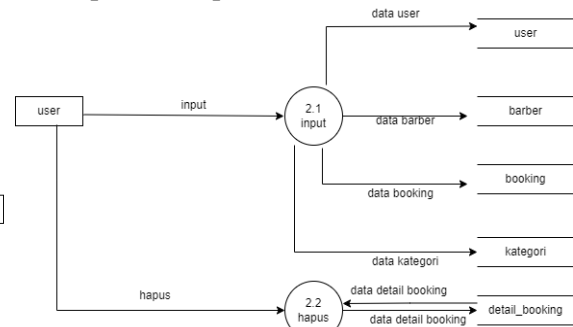 data user
user
user
input
2.1
input
data barber
barber
data booking
booking
data kategori
kategori
hapus
2.2
hapus
data detail booking
data detail booking
detail_booking